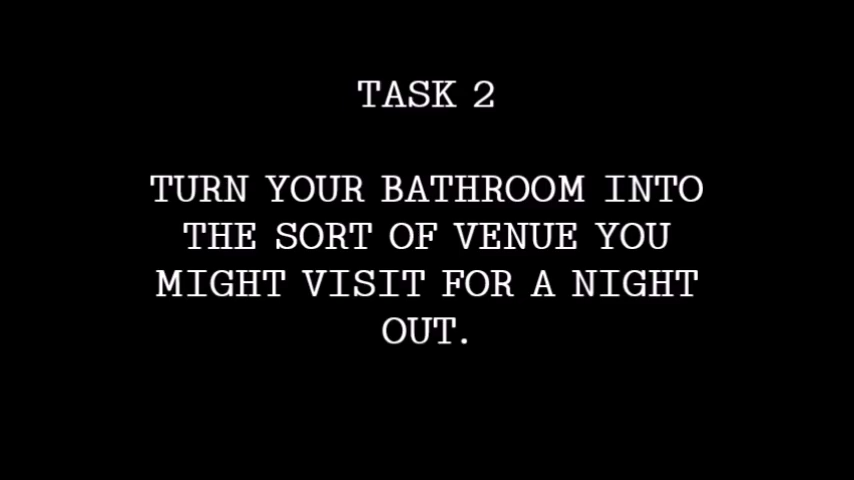 TASK 2
TURN YOUR BATHROOM INTO
THE SORT OF VENUE YOU
MIGHT VISIT FOR A NIGHT
OUT.